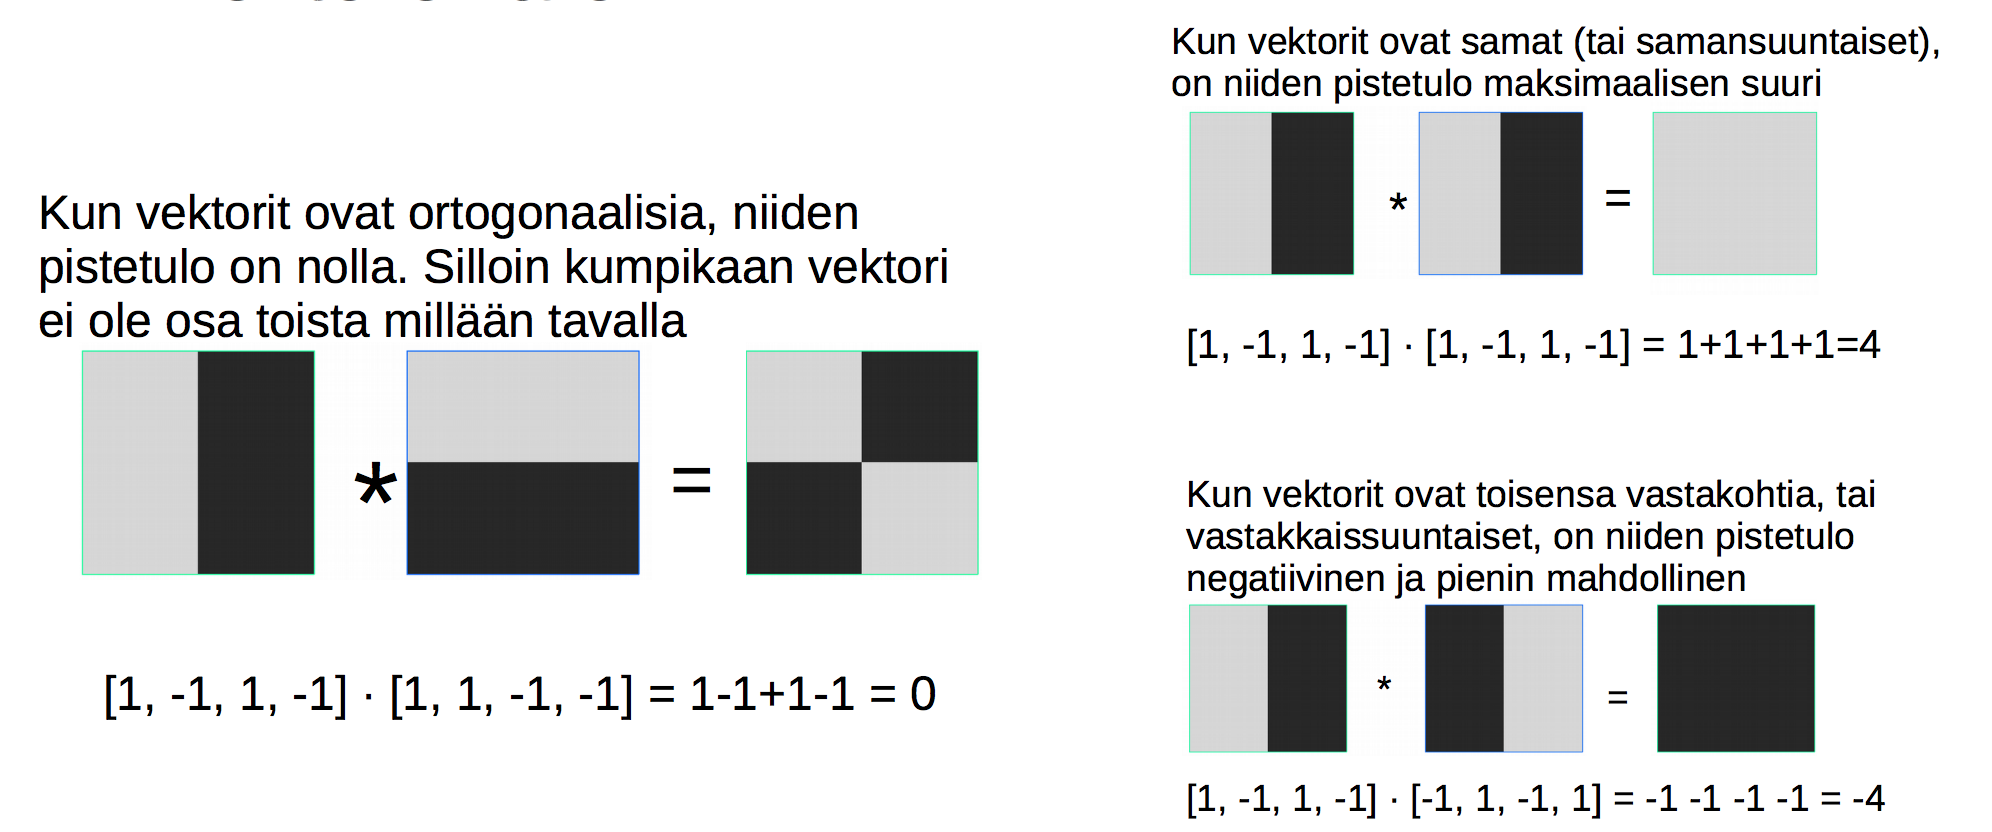 Kun vektorit ovat ortogonaalisia, niiden
pistetulo on nolla. Silloin kumpikaan vektori
ei ole osa toista millään tavalla
* =
[1, -1, 1, -1] · [1, 1, -1, -1] = 1-1+1-1 = 0
Kun vektorit ovat samat (tai samansuuntaiset),
on niiden pistetulo maksimaalisen suuri
* =
[1, -1, 1, -1] · [1, -1, 1, -1] = 1+1+1+1=4
Kun vektorit ovat toisensa vastakohtia, tai
vastakkaissuuntaiset, on niiden pistetulo
negatiivinen ja pienin mahdollinen
* =
[1, -1, 1, -1] · [-1, 1, -1, 1] = -1 -1 -1 -1 = -4